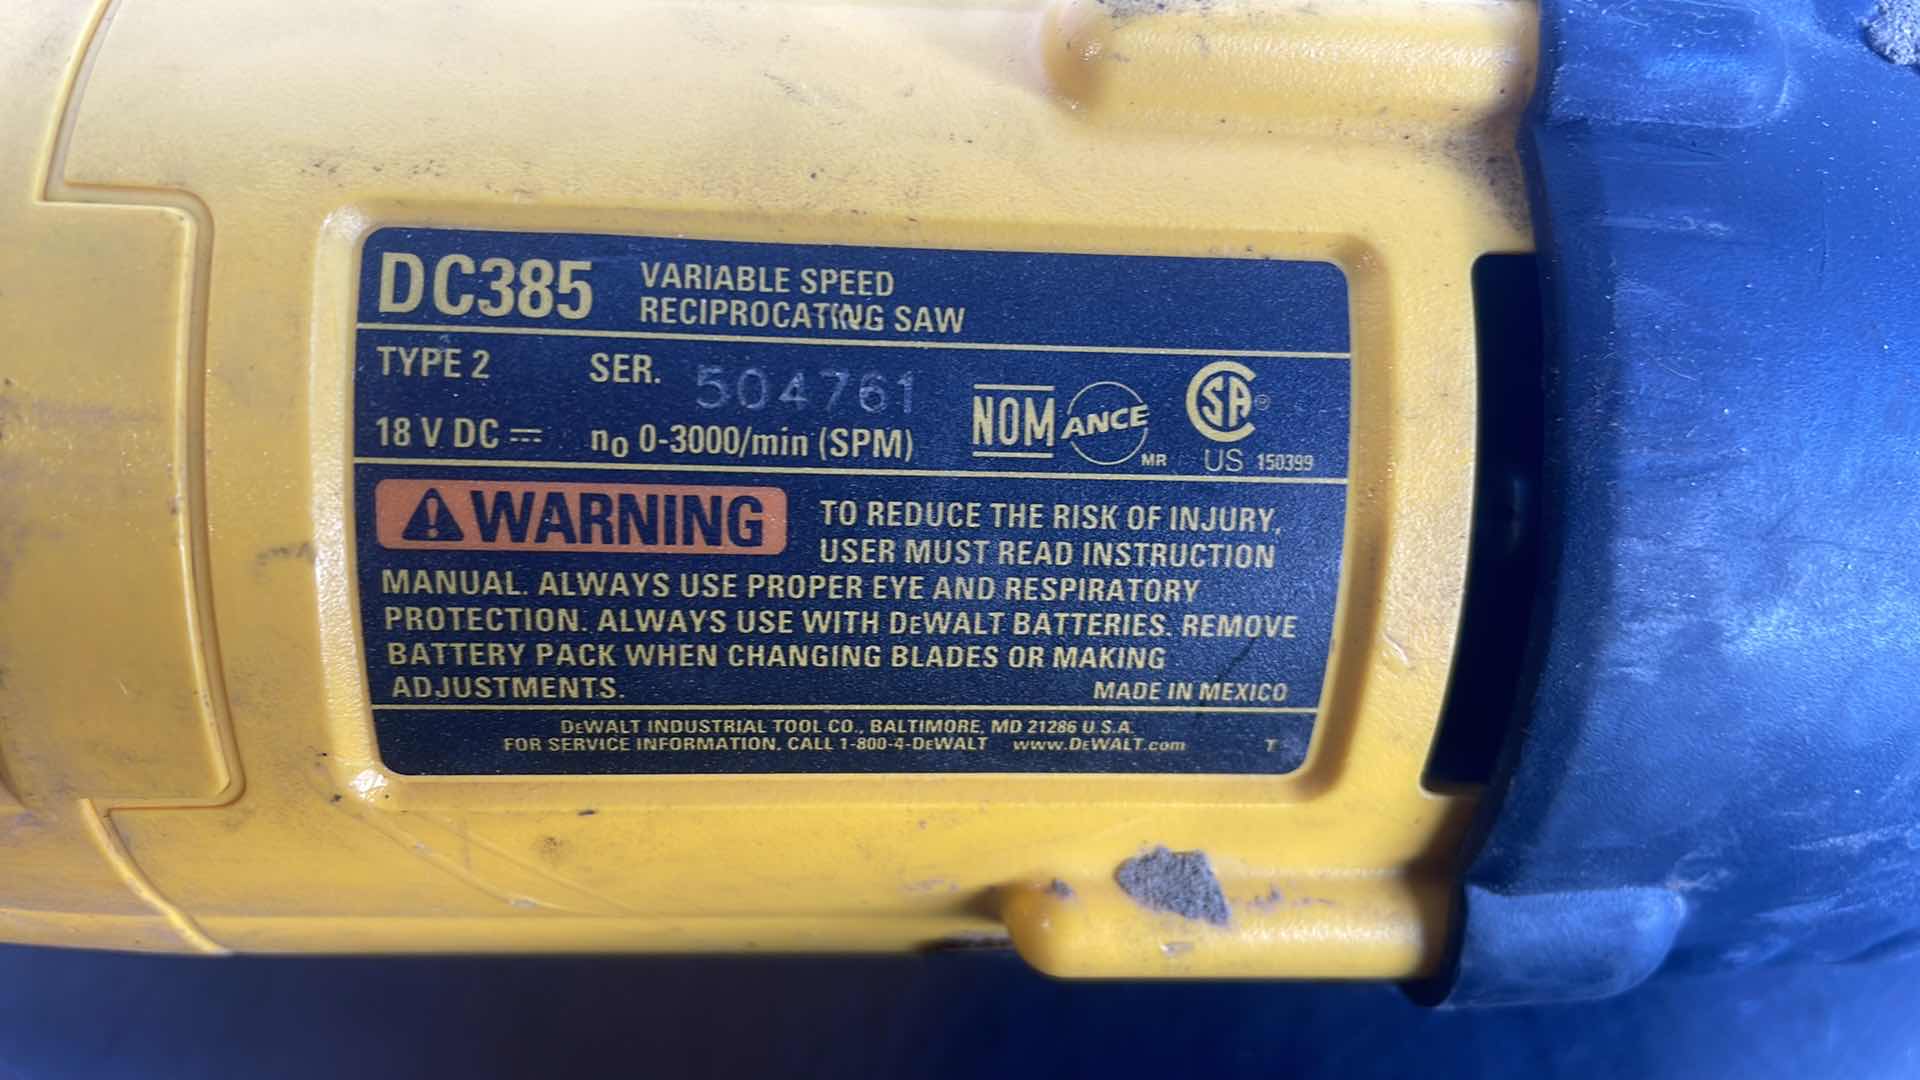 DC385 VARIABLE SPEED
RECIPROCATING SAW
TYPE 2 SER. 504761
18 V DC ⎓ no 0-3000/min (SPM)
NOM ANCE MR
SA ® US 150399
WARNING TO REDUCE THE RISK OF INJURY,
USER MUST READ INSTRUCTION
MANUAL. ALWAYS USE PROPER EYE AND RESPIRATORY
PROTECTION. ALWAYS USE WITH DEWALT BATTERIES. REMOVE
BATTERY PACK WHEN CHANGING BLADES OR MAKING
ADJUSTMENTS. MADE IN MEXICO
DEWALT INDUSTRIAL TOOL CO., BALTIMORE, MD 21286 U.S.A.
FOR SERVICE INFORMATION, CALL 1-800-4-DEWALT www.DEWALT.com T